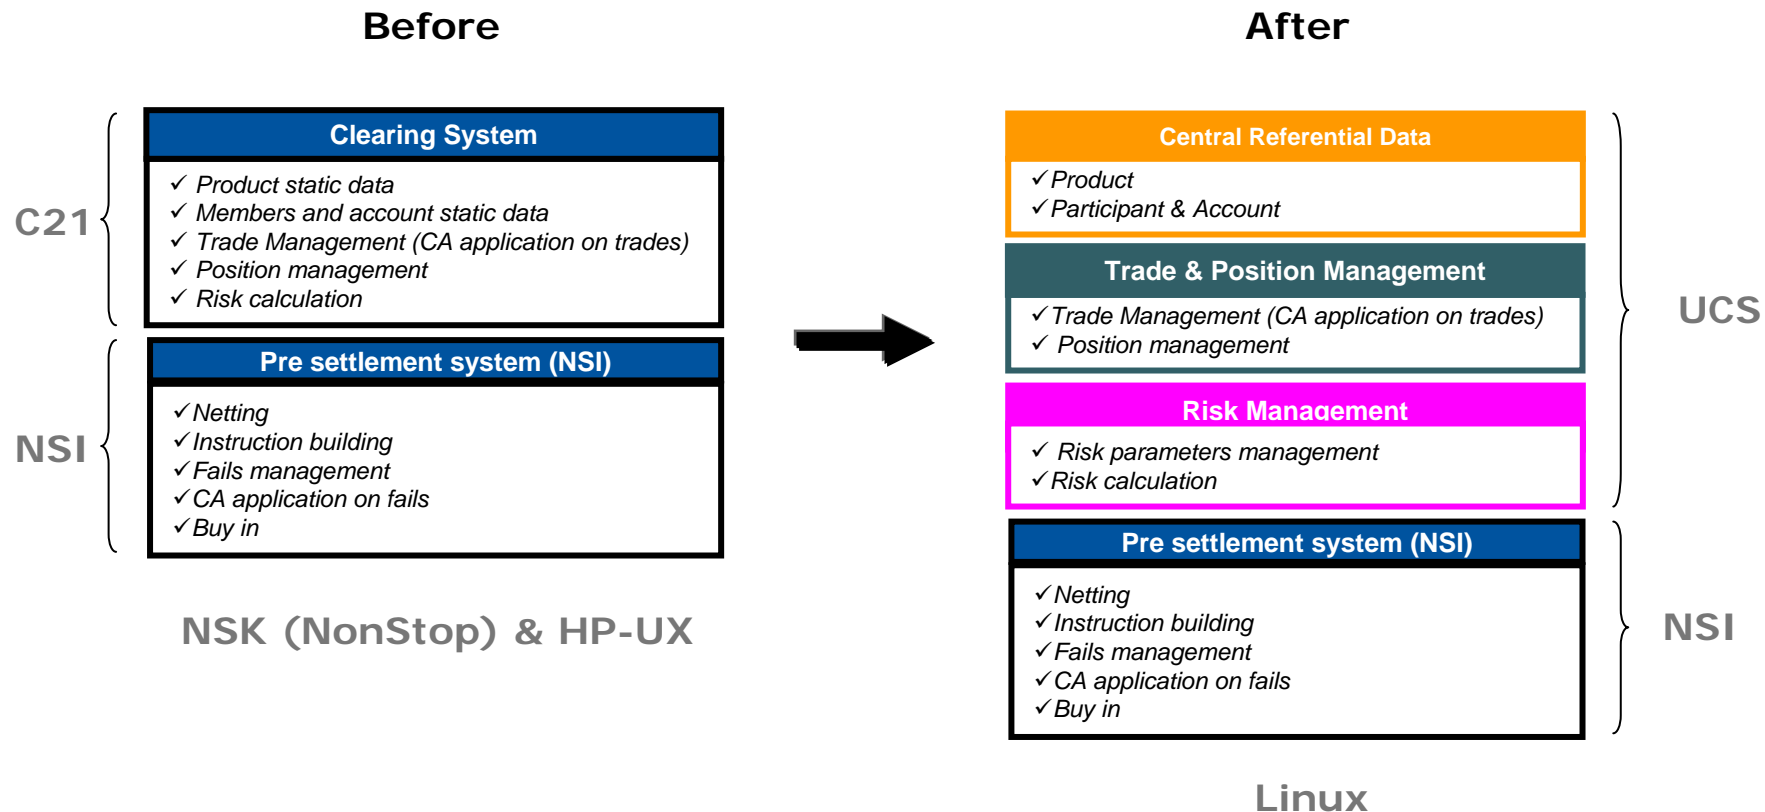 Before
Clearing System
✓ Product static data
✓ Members and account static data
✓ Trade Management (CA application on trades)
✓ Position management
✓ Risk calculation
C21
Pre settlement system (NSI)
✓ Netting
✓ Instruction building
✓ Fails management
✓ CA application on fails
✓ Buy in
NSI
NSK (NonStop) & HP-UX
After
Central Referential Data
✓ Product
✓ Participant & Account
Trade & Position Management
✓ Trade Management (CA application on trades)
✓ Position management
Risk Management
✓ Risk parameters management
✓ Risk calculation
UCS
Pre settlement system (NSI)
✓ Netting
✓ Instruction building
✓ Fails management
✓ CA application on fails
✓ Buy in
NSI
Linux